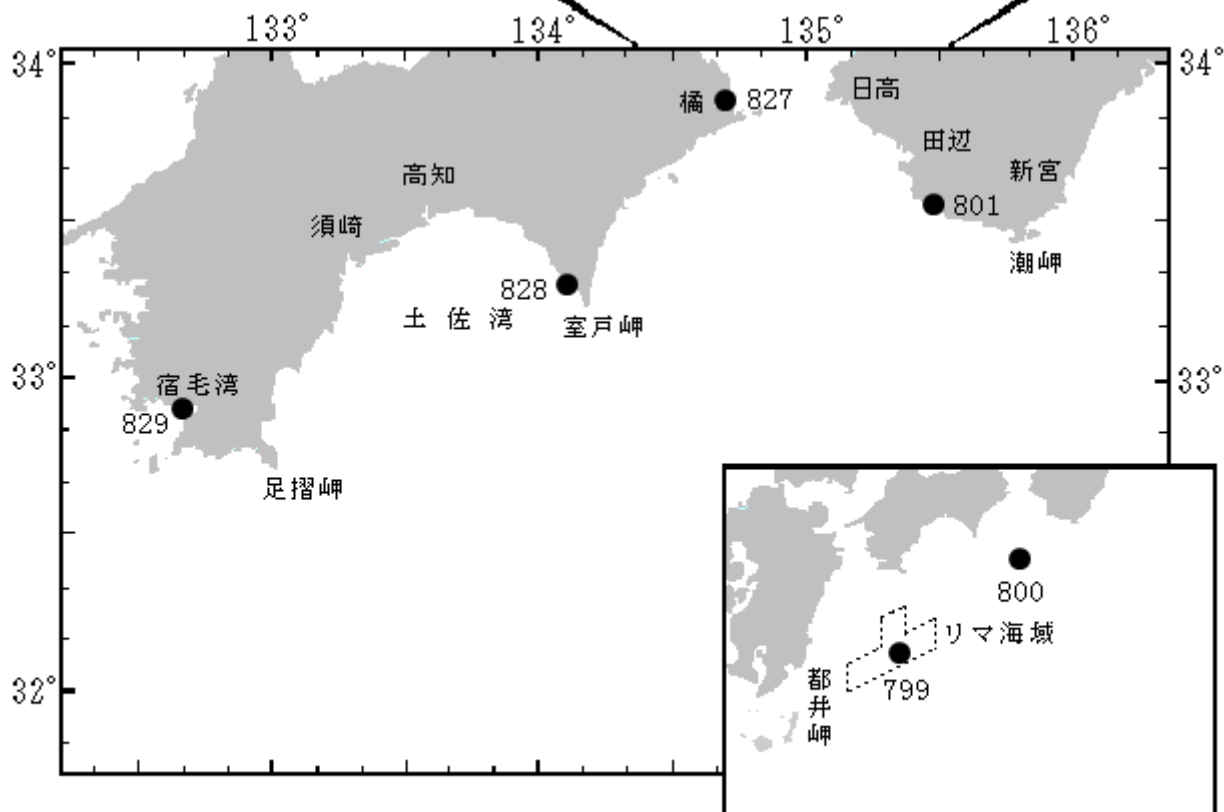 133°
134°
135°
136°
34°
34°
日高
橘
827
田辺
高知
新宮
801
須崎
潮岬
828
土佐湾
室戸岬
33°
33°
宿毛湾
829
足摺岬
800
リマ海域
799
都井岬
32°